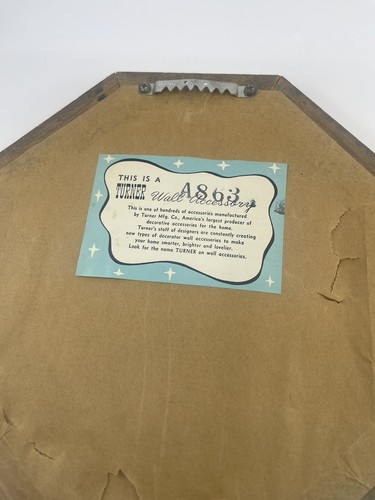 THIS IS A
TURNER Wall Accessory
A863
This is one of hundreds of accessories manufactured
by Turner Mfg. Co., America's largest producer of
decorative accessories for the home.
Turner's staff of designers are constantly creating
new types of decorator wall accessories to make
your home smarter, brighter and lovelier.
Look for the name TURNER on wall accessories.